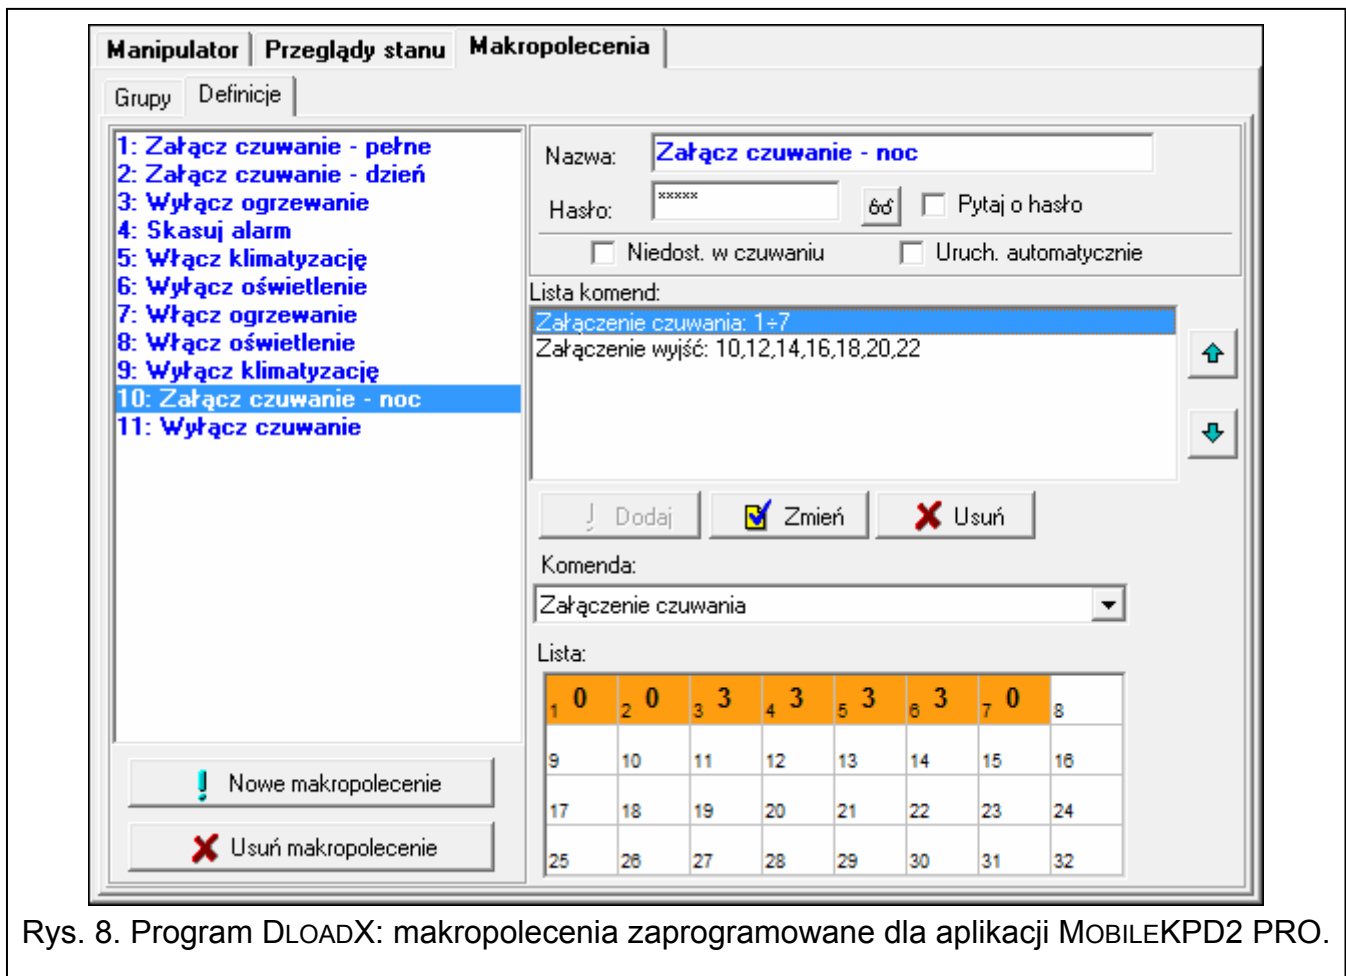 Manipulator Przeglądy stanu Makropolecenia
Grupy Definicje
1: Załącz czuwanie - pełne
2: Załącz czuwanie - dzień
3: Wyłącz ogrzewanie
4: Skasuj alarm
5: Włącz klimatyzację
6: Wyłącz oświetlenie
7: Włącz ogrzewanie
8: Włącz oświetlenie
9: Wyłącz klimatyzację
10: Załącz czuwanie - noc
11: Wyłącz czuwanie
Nowe makropolecenie
Usuń makropolecenie
Nazwa: Załącz czuwanie - noc
Hasło: xxxxx Pytaj o hasło
Niedost. w czuwaniu Uruch. automatycznie
Lista komend:
Załączenie czuwania: 1÷7
Załączenie wyjść: 10,12,14,16,18,20,22
Dodaj Zmień Usuń
Komenda:
Załączenie czuwania
Lista:
1 0 2 0 3 3 4 3 5 3 6 3 7 0 8
9 10 11 12 13 14 15 16
17 18 19 20 21 22 23 24
25 26 27 28 29 30 31 32
Rys. 8. Program DLOADX: makropolecenia zaprogramowane dla aplikacji MOBILEKPD2 PRO.